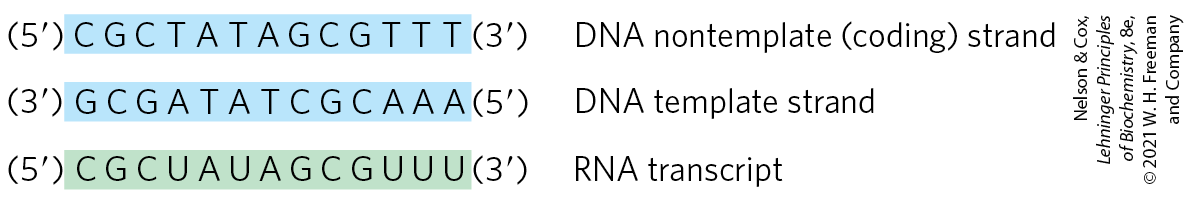 (5′) C G C T A T A G C G T T T (3′) DNA nontemplate (coding) strand
(3′) G C G A T A T C G C A A A (5′) DNA template strand
(5′) C G C U A U A G C G U U U (3′) RNA transcript
Nelson & Cox,
Lehninger Principles
of Biochemistry, 8e,
© 2021 W. H. Freeman
and Company